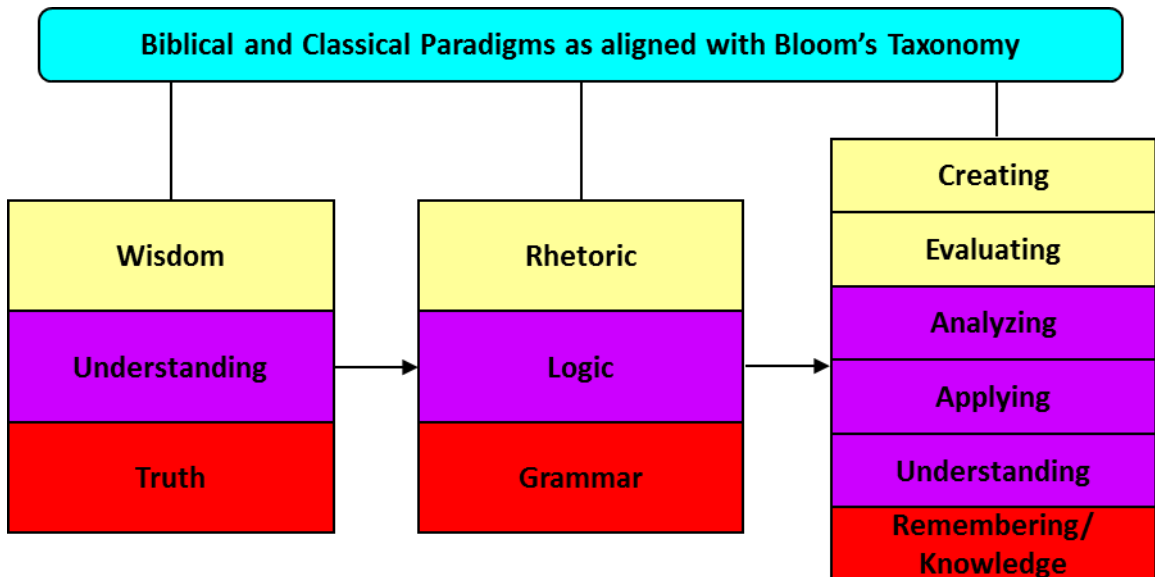 Biblical and Classical Paradigms as aligned with Bloom’s Taxonomy
Wisdom
Understanding
Truth
Rhetoric
Logic
Grammar
Creating
Evaluating
Analyzing
Applying
Understanding
Remembering/
Knowledge